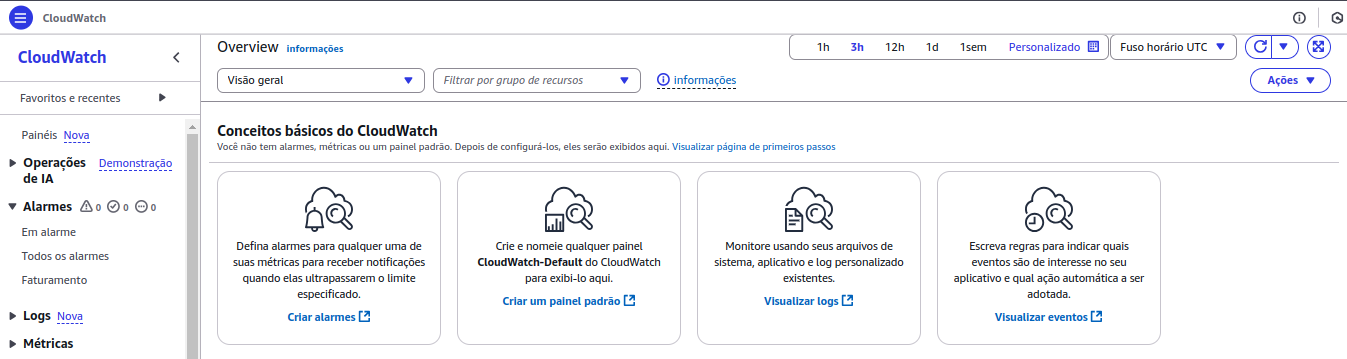 CloudWatch
CloudWatch
Favoritos e recentes
Painéis Nova
Operações de IA Demonstração
Alarmes 0 0 0
Em alarme
Todos os alarmes
Faturamento
Logs Nova
Métricas
Overview informações
1h 3h 12h 1d 1sem Personalizado Fuso horário UTC
Visão geral Filtrar por grupo de recursos informações Ações
Conceitos básicos do CloudWatch
Você não tem alarmes, métricas ou um painel padrão. Depois de configurá-los, eles serão exibidos aqui. Visualizar página de primeiros passos
Defina alarmes para qualquer uma de
suas métricas para receber notificações
quando elas ultrapassarem o limite
especificado.
Criar alarmes
Crie e nomeie qualquer painel
CloudWatch-Default do CloudWatch
para exibi-lo aqui.
Criar um painel padrão
Monitore usando seus arquivos de
sistema, aplicativo e log personalizado
existentes.
Visualizar logs
Escreva regras para indicar quais
eventos são de interesse no seu
aplicativo e qual ação automática a ser
adotada.
Visualizar eventos